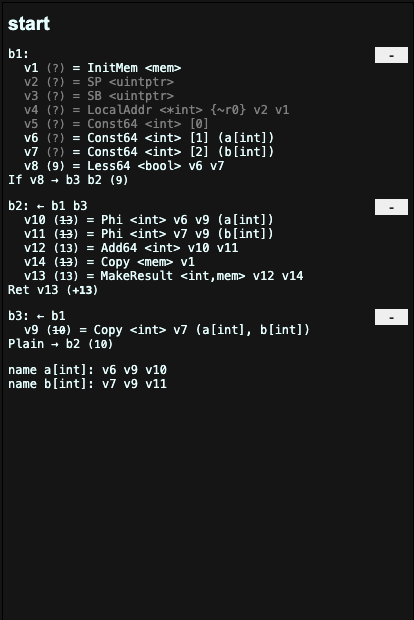 start
b1:
-
v1 (?) = InitMem <mem>
v2 (?) = SP <uintptr>
v3 (?) = SB <uintptr>
v4 (?) = LocalAddr <*int> {~r0} v2 v1
v5 (?) = Const64 <int> [0]
v6 (?) = Const64 <int> [1] (a[int])
v7 (?) = Const64 <int> [2] (b[int])
v8 (9) = Less64 <bool> v6 v7
If v8 → b3 b2 (9)
b2: ← b1 b3
-
v10 (13) = Phi <int> v6 v9 (a[int])
v11 (13) = Phi <int> v7 v9 (b[int])
v12 (13) = Add64 <int> v10 v11
v14 (13) = Copy <mem> v1
v13 (13) = MakeResult <int,mem> v12 v14
Ret v13 (+13)
b3: ← b1
-
v9 (10) = Copy <int> v7 (a[int], b[int])
Plain → b2 (10)
name a[int]: v6 v9 v10
name b[int]: v7 v9 v11